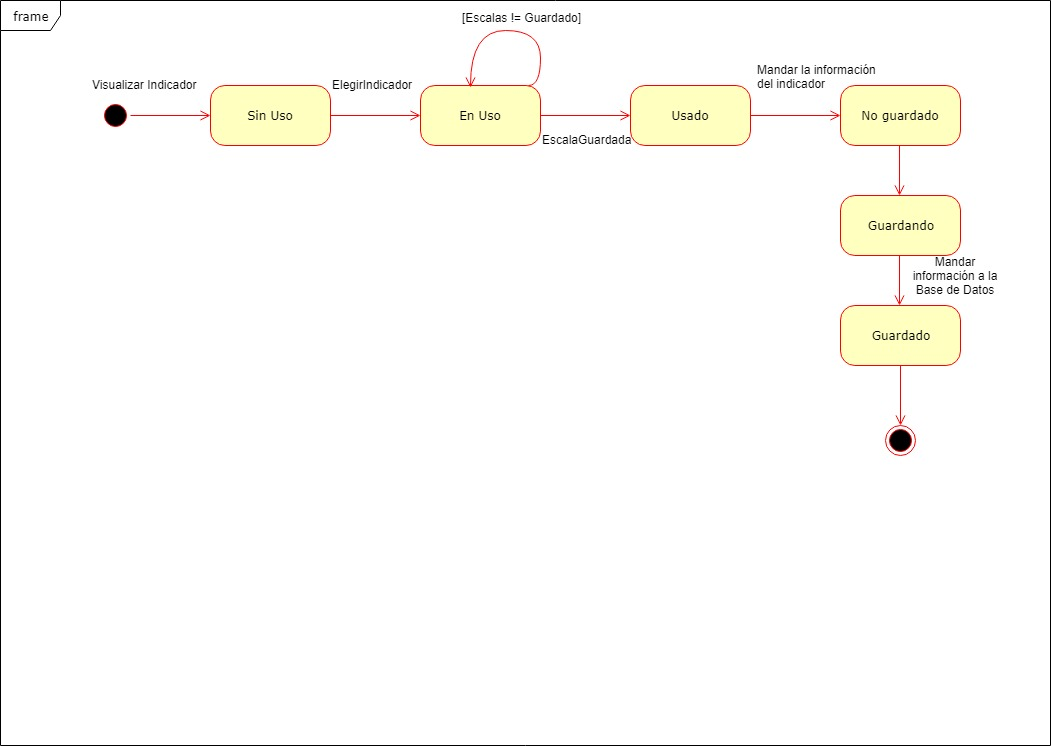 frame
[Escalas != Guardado]
Visualizar Indicador
ElegirIndicador
Mandar la información
del indicador
Sin Uso
En Uso
Usado
No guardado
EscalaGuardada
Guardando
Mandar
información a la
Base de Datos
Guardado